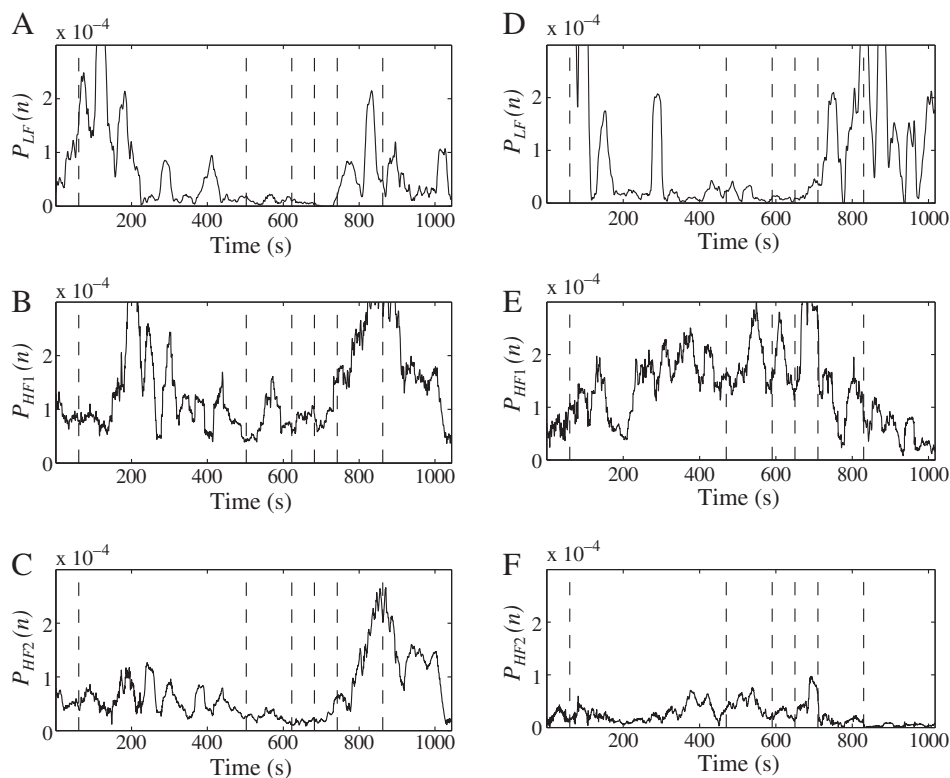 A
x 10⁻⁴
P_LF (n)
2
1
0
200 400 600 800 1000
Time (s)
D
x 10⁻⁴
P_LF (n)
2
1
0
200 400 600 800 1000
Time (s)
B
x 10⁻⁴
P_HF1 (n)
2
1
0
200 400 600 800 1000
Time (s)
E
x 10⁻⁴
P_HF1 (n)
2
1
0
200 400 600 800 1000
Time (s)
C
x 10⁻⁴
P_HF2 (n)
2
1
0
200 400 600 800 1000
Time (s)
F
x 10⁻⁴
P_HF2 (n)
2
1
0
0 200 400 600 800 1000
Time (s)